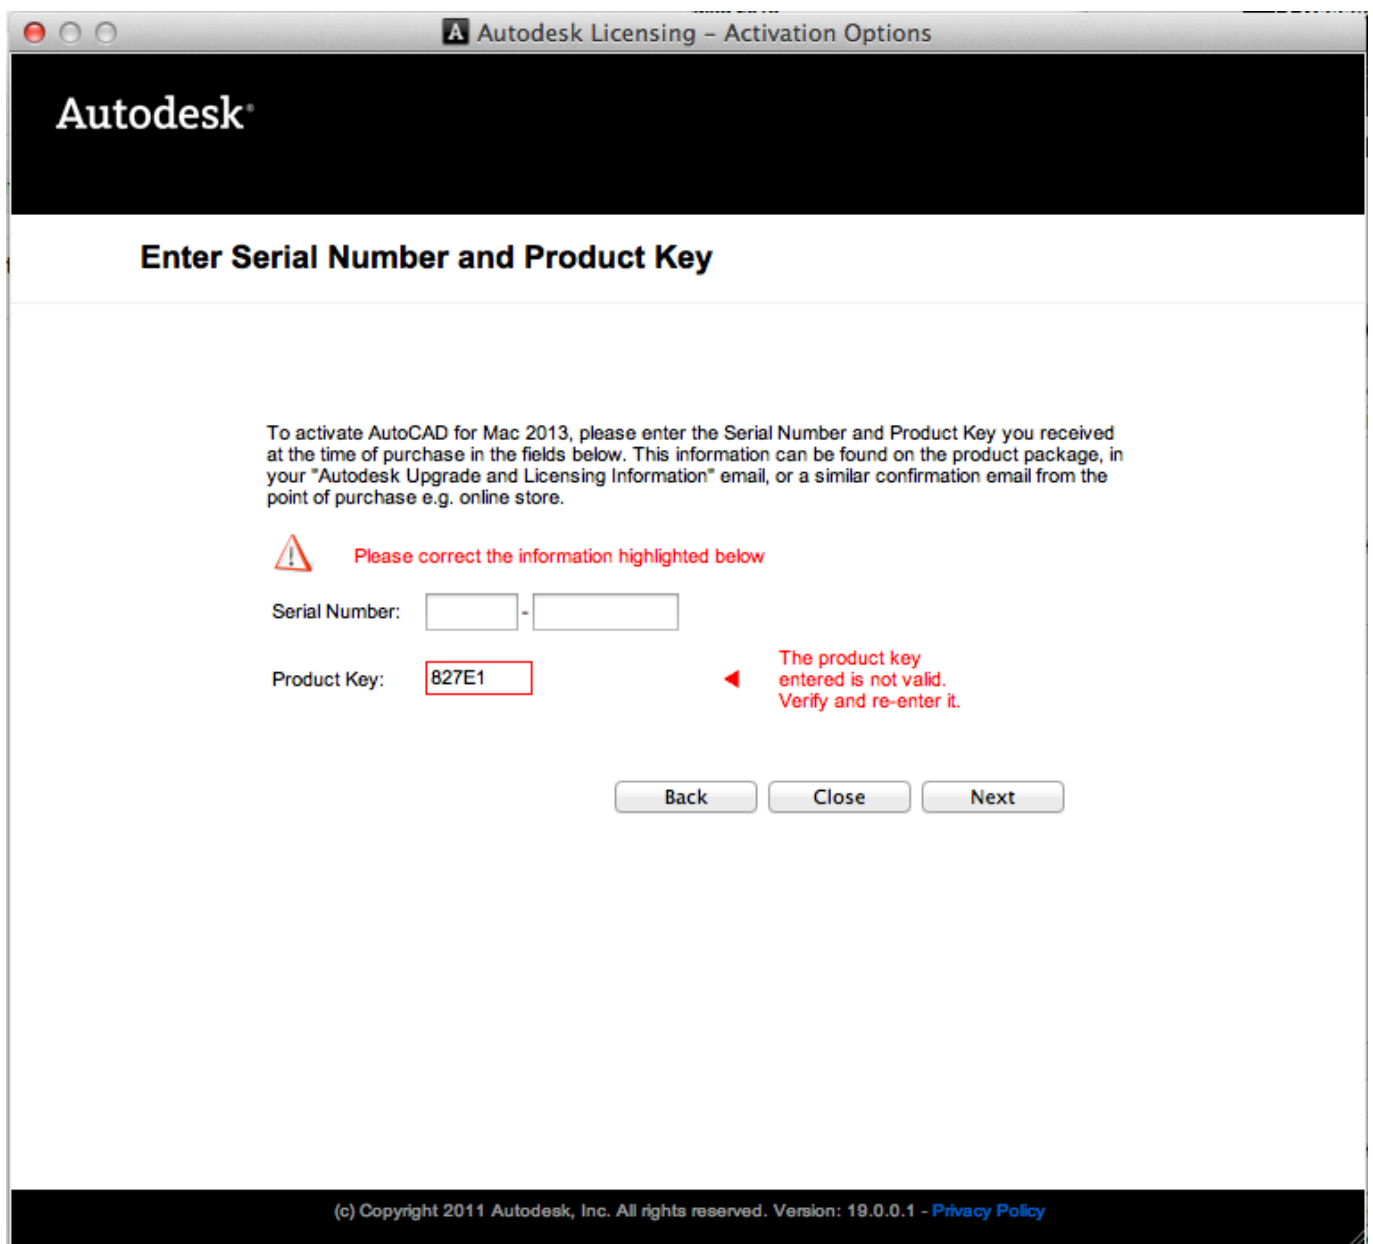 Autodesk Licensing – Activation Options
Autodesk®
Enter Serial Number and Product Key
To activate AutoCAD for Mac 2013, please enter the Serial Number and Product Key you received
at the time of purchase in the fields below. This information can be found on the product package, in
your "Autodesk Upgrade and Licensing Information" email, or a similar confirmation email from the
point of purchase e.g. online store.
Please correct the information highlighted below
Serial Number: -
Product Key: 827E1
The product key
entered is not valid.
Verify and re-enter it.
Back Close Next
(c) Copyright 2011 Autodesk, Inc. All rights reserved. Version: 19.0.0.1 - Privacy Policy